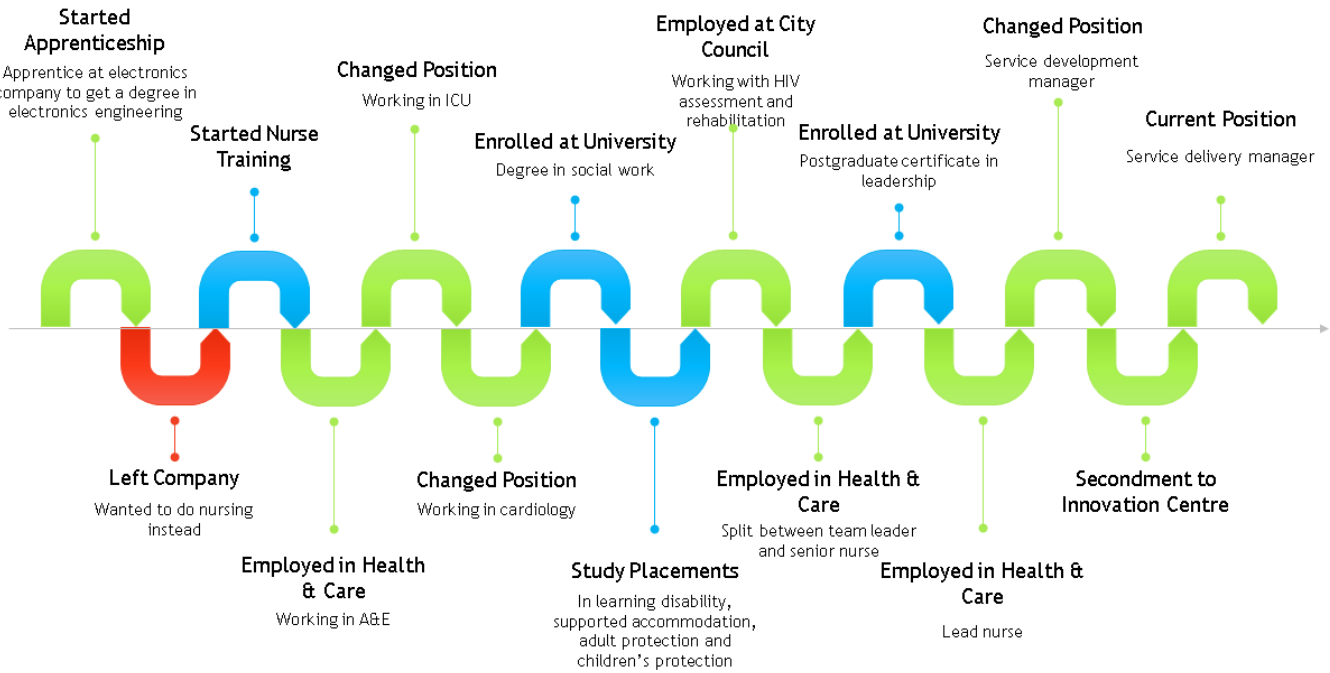 Started
Apprenticeship
Apprentice at electronics
company to get a degree in
electronics engineering
Left Company
Wanted to do nursing
instead
Started Nurse
Training
Employed in Health
& Care
Working in A&E
Changed Position
Working in ICU
Changed Position
Working in cardiology
Enrolled at University
Degree in social work
Study Placements
In learning disability,
supported accommodation,
adult protection and
children's protection
Employed at City
Council
Working with HIV
assessment and
rehabilitation
Employed in Health &
Care
Split between team leader
and senior nurse
Enrolled at University
Postgraduate certificate in
leadership
Employed in Health &
Care
Lead nurse
Changed Position
Service development
manager
Secondment to
Innovation Centre
Current Position
Service delivery manager